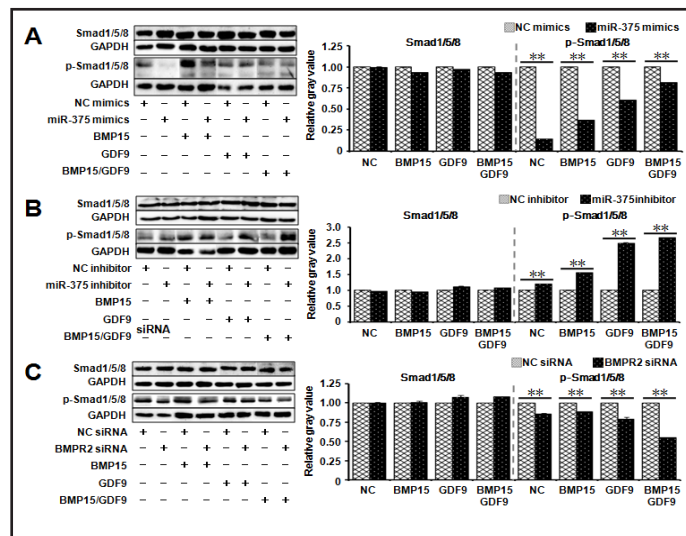 A
Smad1/5/8
GAPDH
p-Smad1/5/8
GAPDH
NC mimics + − + − + − + −
miR-375 mimics − + − + − + − +
BMP15 − − + + − − − −
GDF9 − − − − + + − −
BMP15/GDF9 − − − − − − + +
NC mimics miR-375 mimics
Smad1/5/8 p-Smad1/5/8
Relative gray value
1.25
1.00
0.75
0.50
0.25
0
** ** ** **
NC BMP15 GDF9 BMP15 GDF9 NC BMP15 GDF9 BMP15 GDF9
B
Smad1/5/8
GAPDH
p-Smad1/5/8
GAPDH
NC inhibitor + − + − + − + −
miR-375 inhibitor − + − + − + − +
BMP15 − − + + − − − −
GDF9 − − − − + + − −
siRNA
BMP15/GDF9 − − − − − − + +
NC inhibitor miR-375inhibitor
Smad1/5/8 p-Smad1/5/8
Relative gray value
3.0
2.5
2.0
1.5
1.0
0.5
0
** ** ** **
NC BMP15 GDF9 BMP15 GDF9 NC BMP15 GDF9 BMP15 GDF9
C
Smad1/5/8
GAPDH
p-Smad1/5/8
GAPDH
NC siRNA + − + − + − + −
BMPR2 siRNA − + − + − + − +
BMP15 − − + + − − − −
GDF9 − − − − + + − −
BMP15/GDF9 − − − − − − + +
NC siRNA BMPR2 siRNA
Smad1/5/8 p-Smad1/5/8
Relative gray value
1.25
1.00
0.75
0.50
0.25
0
** ** ** **
NC BMP15 GDF9 BMP15 GDF9 NC BMP15 GDF9 BMP15 GDF9